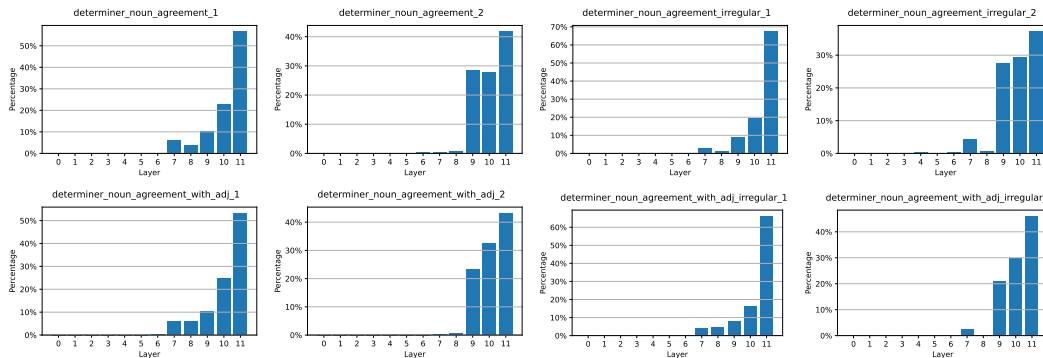 determiner_noun_agreement_1
50%
40%
30%
20%
10%
0%
Percentage
0 1 2 3 4 5 6 7 8 9 10 11
Layer
determiner_noun_agreement_2
40%
30%
20%
10%
0%
Percentage
0 1 2 3 4 5 6 7 8 9 10 11
Layer
determiner_noun_agreement_irregular_1
70%
60%
50%
40%
30%
20%
10%
0%
Percentage
0 1 2 3 4 5 6 7 8 9 10 11
Layer
determiner_noun_agreement_irregular_2
30%
20%
10%
0%
Percentage
0 1 2 3 4 5 6 7 8 9 10 11
Layer
determiner_noun_agreement_with_adj_1
50%
40%
30%
20%
10%
0%
Percentage
0 1 2 3 4 5 6 7 8 9 10 11
Layer
determiner_noun_agreement_with_adj_2
40%
30%
20%
10%
0%
Percentage
0 1 2 3 4 5 6 7 8 9 10 11
Layer
determiner_noun_agreement_with_adj_irregular_1
60%
50%
40%
30%
20%
10%
0%
Percentage
0 1 2 3 4 5 6 7 8 9 10 11
Layer
determiner_noun_agreement_with_adj_irregular_
40%
30%
20%
10%
0%
Percentage
0 1 2 3 4 5 6 7 8 9 10 11
Layer